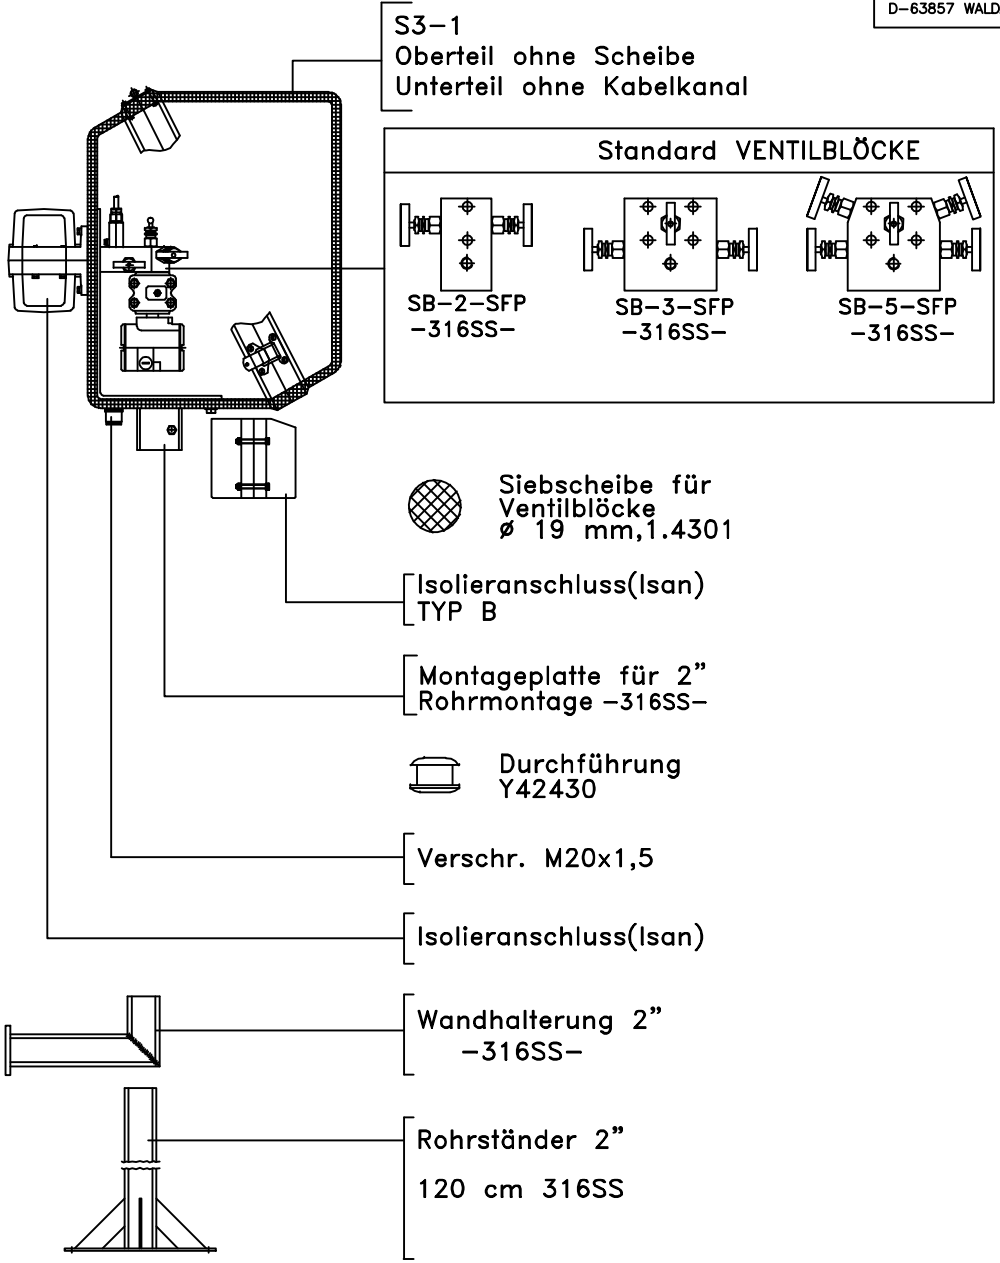 D-63857 WALD
S3-1
Oberteil ohne Scheibe
Unterteil ohne Kabelkanal
Standard VENTILBLÖCKE
SB-2-SFP
-316SS-
SB-3-SFP
-316SS-
SB-5-SFP
-316SS-
Siebscheibe für
Ventilblöcke
ø 19 mm,1.4301
Isolieranschluss(Isan)
TYP B
Montageplatte für 2”
Rohrmontage -316SS-
Durchführung
Y42430
Verschr. M20x1,5
Isolieranschluss(Isan)
Wandhalterung 2”
-316SS-
Rohrständer 2”
120 cm 316SS